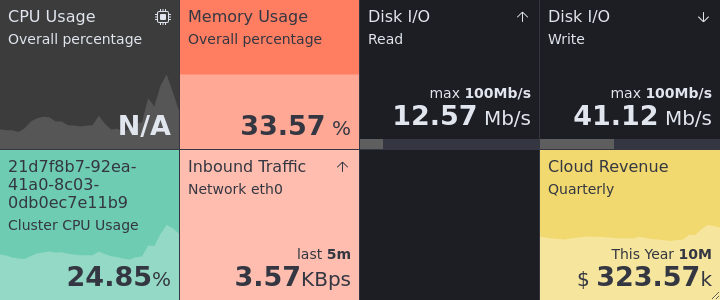 CPU Usage
Overall percentage
N/A
Memory Usage
Overall percentage
33.57 %
Disk I/O
Read
max 100Mb/s
12.57 Mb/s
Disk I/O
Write
max 100Mb/s
41.12 Mb/s
21d7f8b7-92ea-
41a0-8c03-
0db0ec7e11b9
Cluster CPU Usage
24.85%
Inbound Traffic
Network eth0
last 5m
3.57KBps
Cloud Revenue
Quarterly
This Year 10M
$ 323.57k